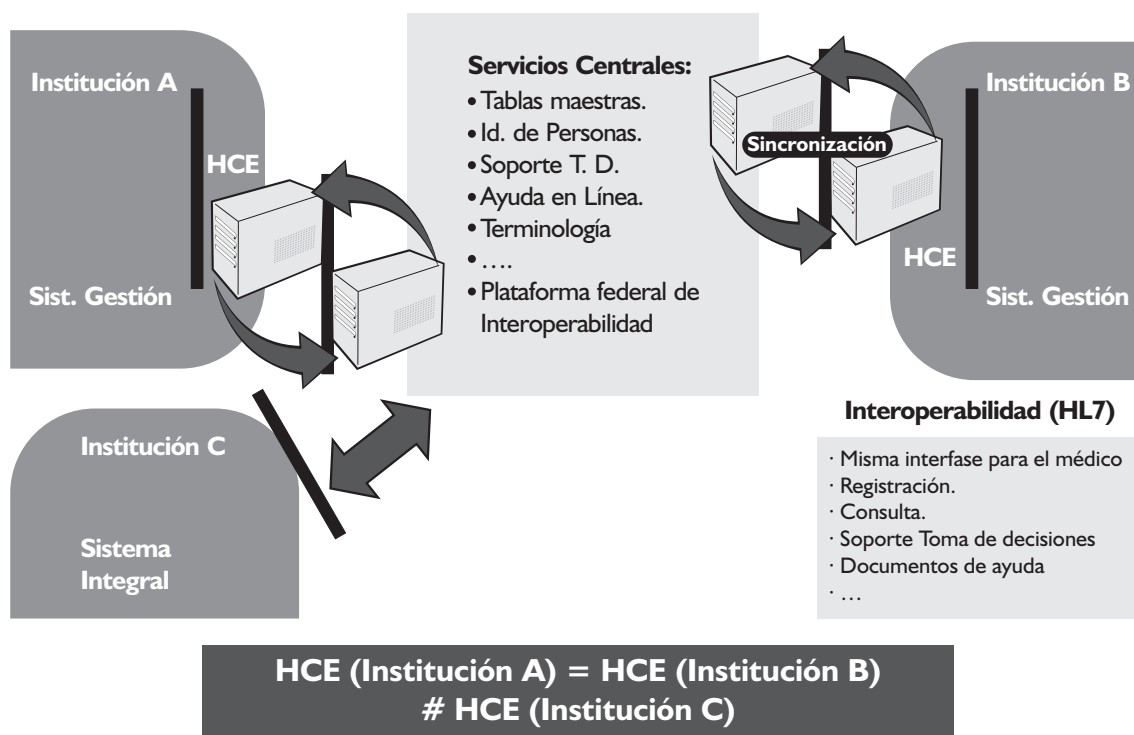 Institución A
HCE
Sist. Gestión
Servicios Centrales:
• Tablas maestras.
• Id. de Personas.
• Soporte T. D.
• Ayuda en Línea.
• Terminología
• ....
• Plataforma federal de
Interoperabilidad
Sincronización
Institución B
HCE
Sist. Gestión
Institución C
Sistema
Integral
Interoperabilidad (HL7)
· Misma interfase para el médico
· Registración.
· Consulta.
· Soporte Toma de decisiones
· Documentos de ayuda
· ...
HCE (Institución A) = HCE (Institución B)
# HCE (Institución C)